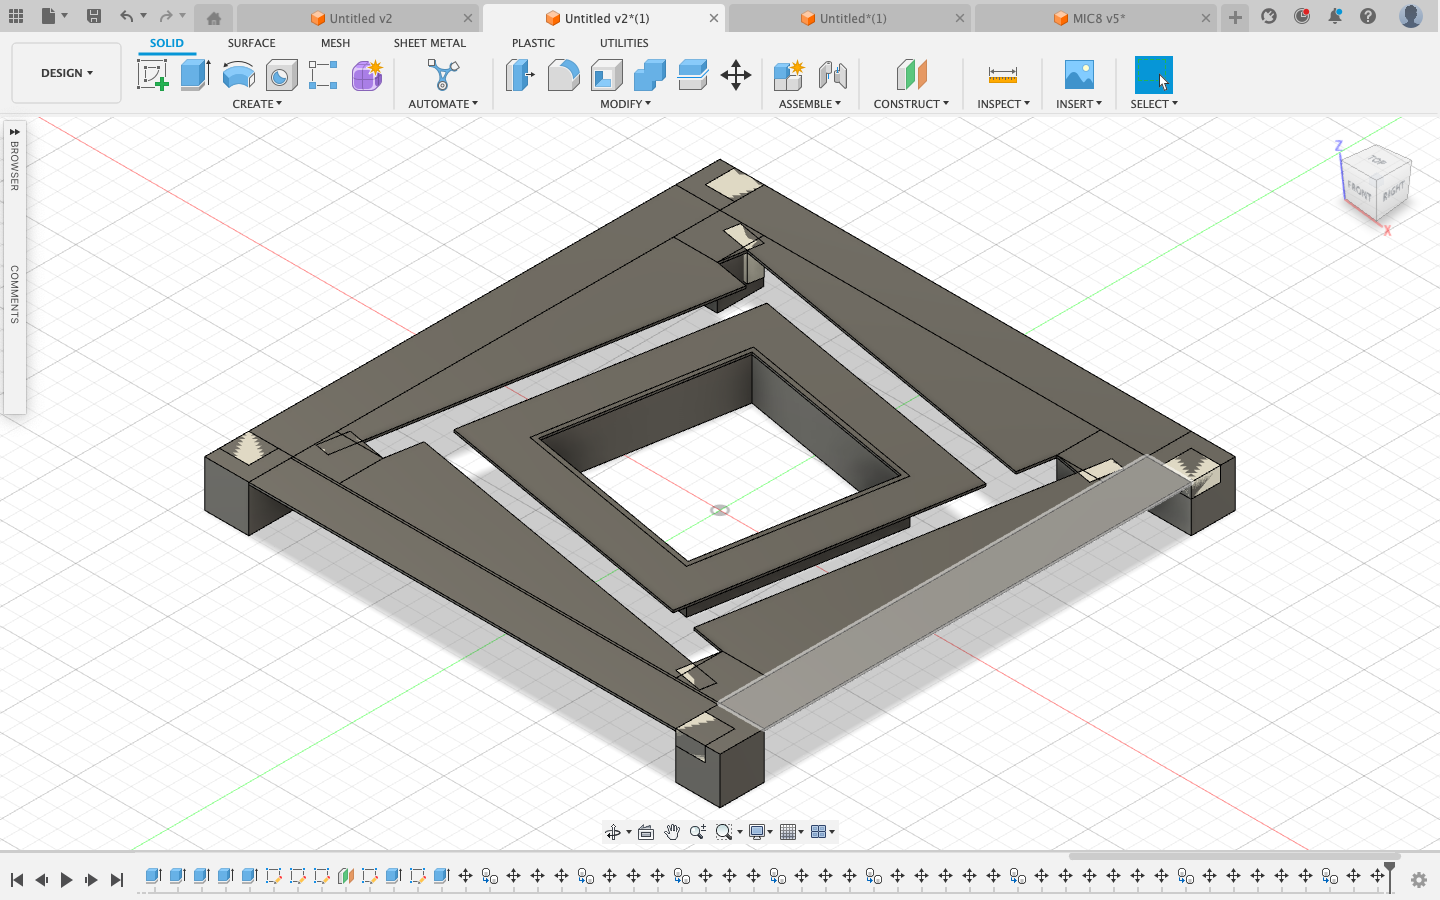 Untitled v2
Untitled v2*(1)
Untitled*(1)
MIC8 v5*
SOLID
SURFACE
MESH
SHEET METAL
PLASTIC
UTILITIES
DESIGN
CREATE
AUTOMATE
MODIFY
ASSEMBLE
CONSTRUCT
INSPECT
INSERT
SELECT
BROWSER
COMMENTS
Z
TOP
FRONT
RIGHT
X